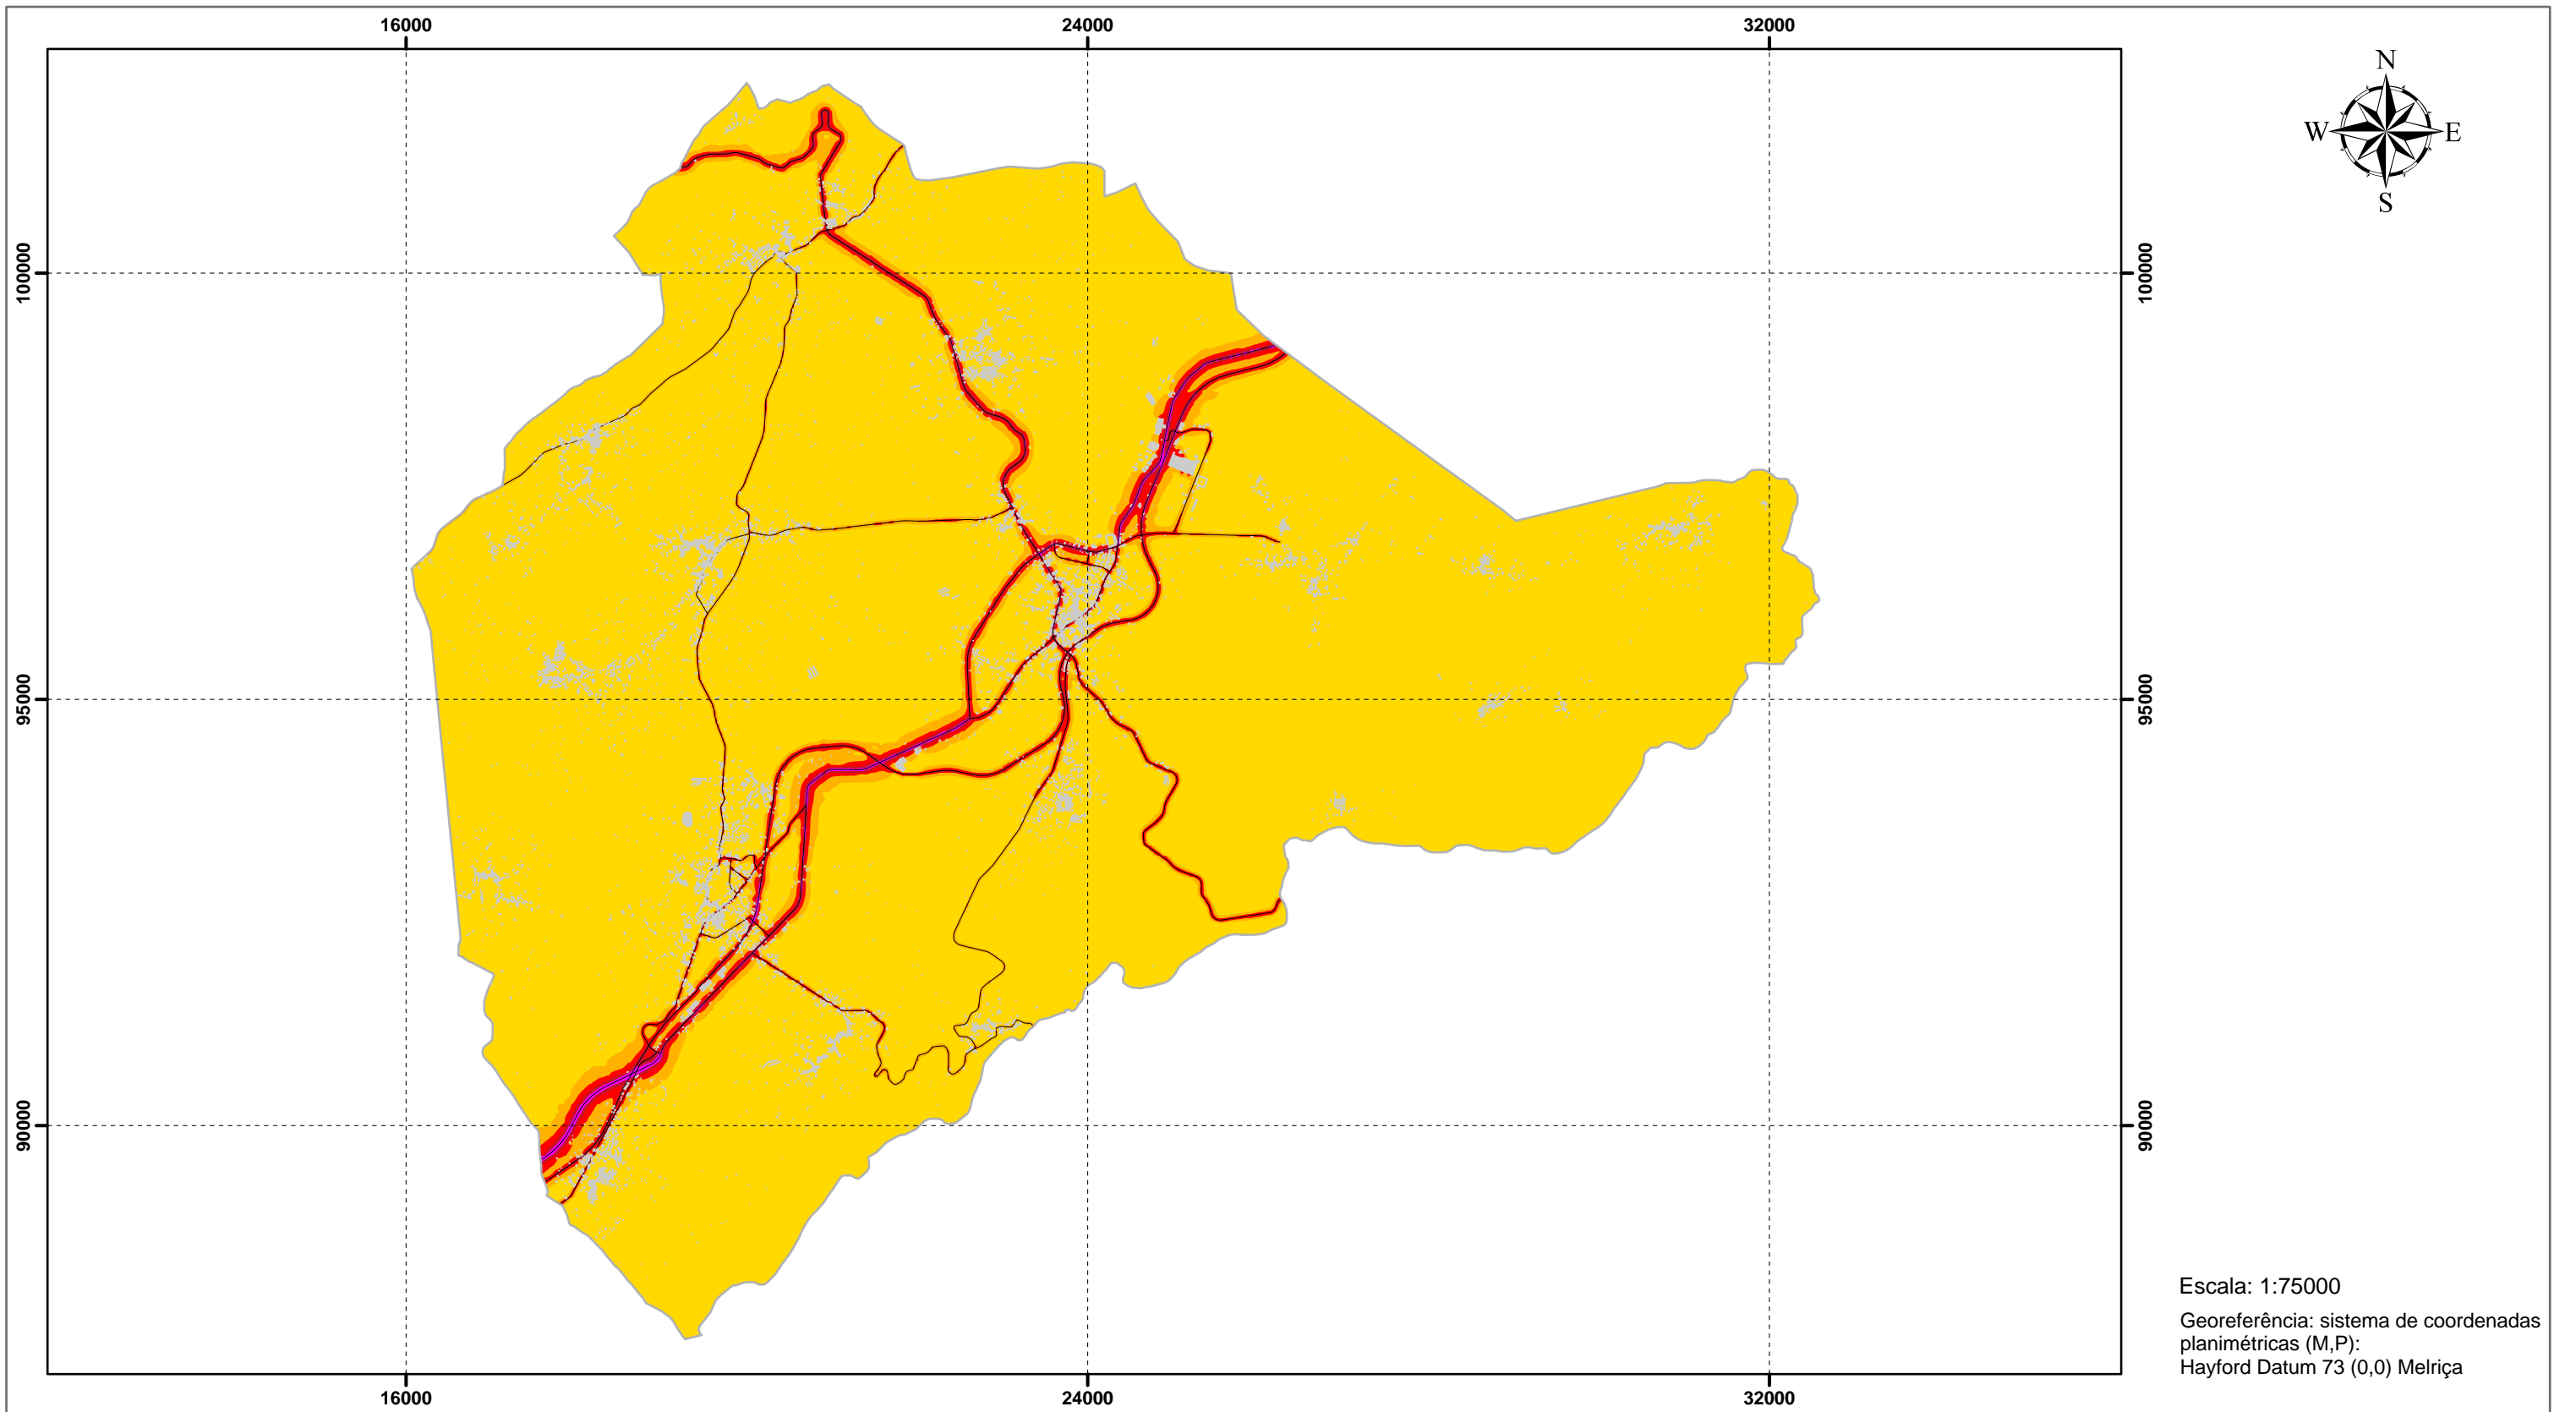 16000 24000 32000
N
W E
S
100000 100000
95000 95000
90000 90000
Escala: 1:75000
Georeferência: sistema de coordenadas
planimétricas (M,P):
Hayford Datum 73 (0,0) Melriça
16000 24000 32000